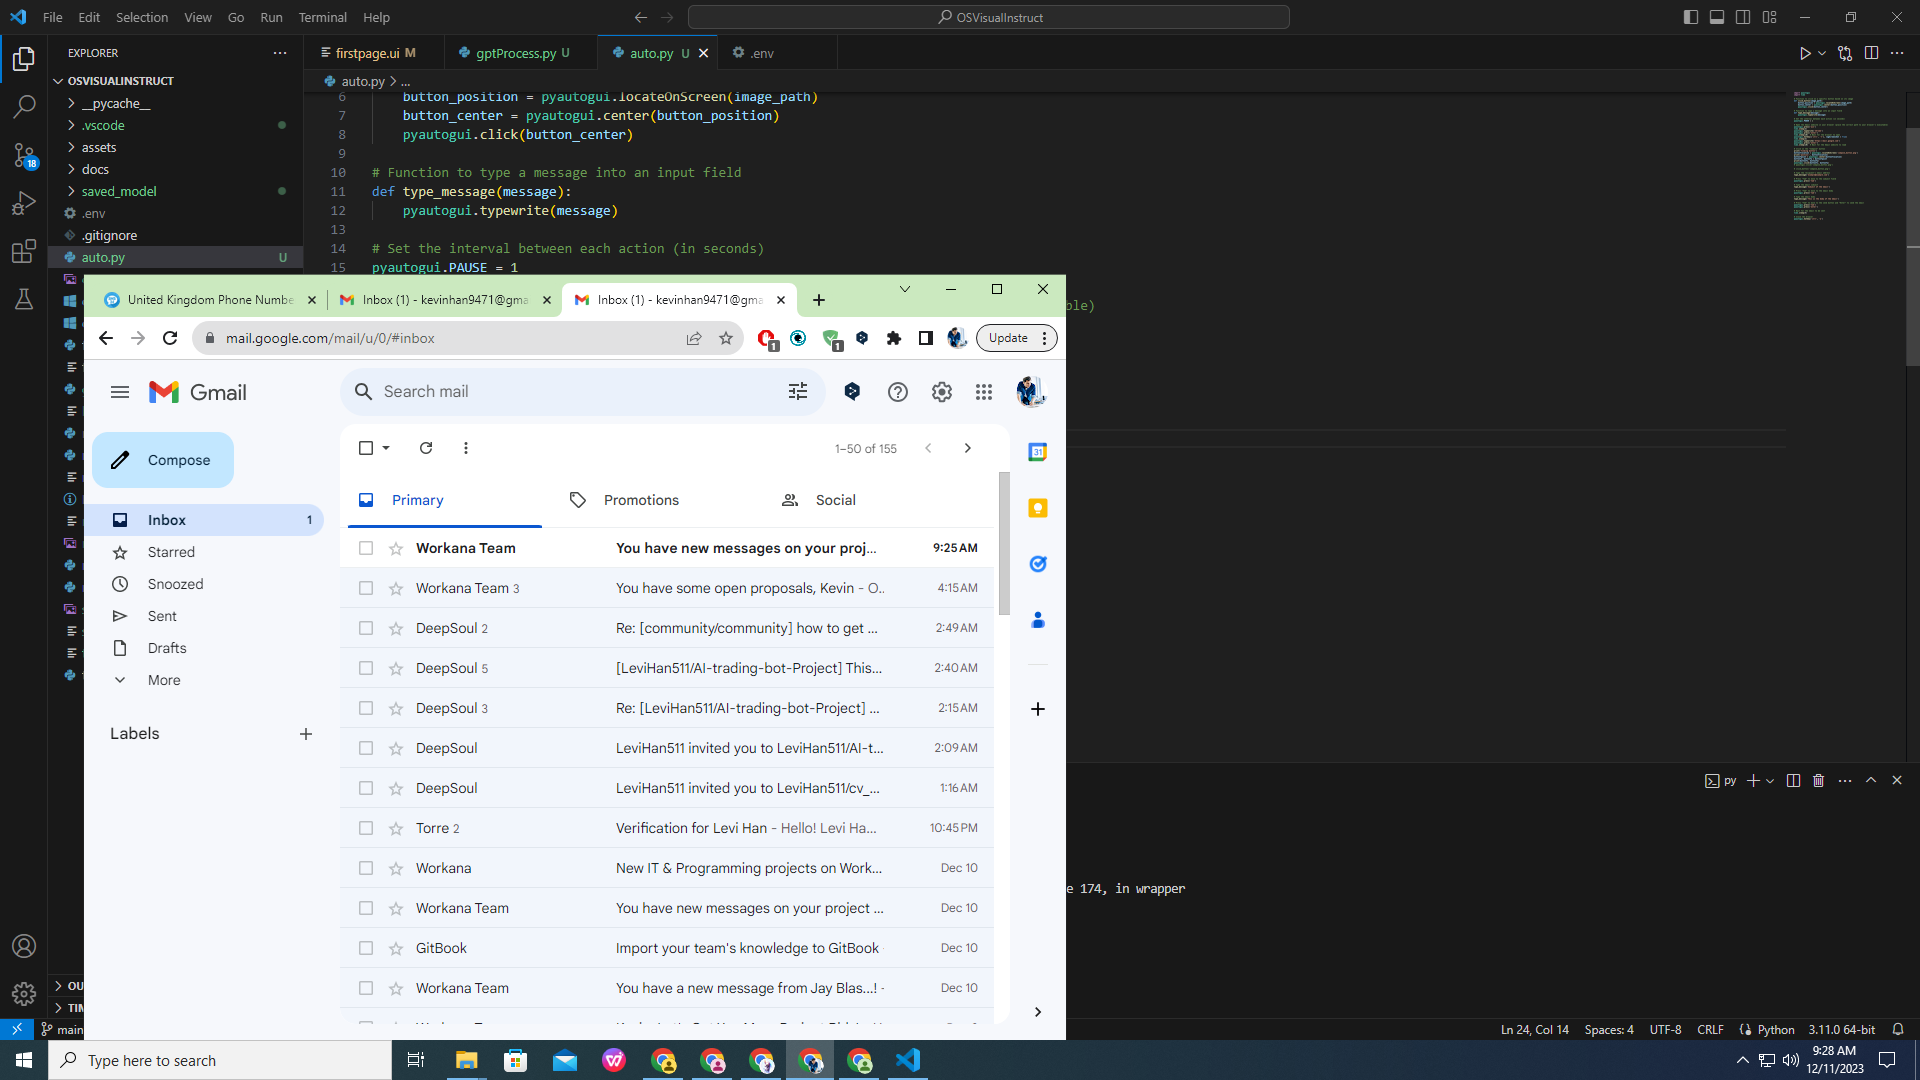 File Edit Selection View Go Run Terminal Help
OSVisualInstruct
EXPLORER
OSVISUALINSTRUCT
__pycache__
.vscode
assets
docs
saved_model
.env
.gitignore
auto.py U
18
firstpage.ui M
gptProcess.py U
auto.py U
.env
auto.py > ...
6 button_position = pyautogui.locateOnScreen(image_path)
7 button_center = pyautogui.center(button_position)
8 pyautogui.click(button_center)
9
10 # Function to type a message into an input field
11 def type_message(message):
12 pyautogui.typewrite(message)
13
14 # Set the interval between each action (in seconds)
15 pyautogui.PAUSE = 1
ble)
United Kingdom Phone Numbe
Inbox (1) - kevinhan9471@gma
Inbox (1) - kevinhan9471@gma
mail.google.com/mail/u/0/#inbox
1
1
Update
Gmail
Search mail
Compose
Inbox 1
Starred
Snoozed
Sent
Drafts
More
Labels
1–50 of 155
31
Primary
Promotions
Social
Workana Team You have new messages on your proj... 9:25 AM
Workana Team 3 You have some open proposals, Kevin - O.. 4:15 AM
DeepSoul 2 Re: [community/community] how to get ... 2:49 AM
DeepSoul 5 [LeviHan511/AI-trading-bot-Project] This... 2:40 AM
DeepSoul 3 Re: [LeviHan511/AI-trading-bot-Project] ... 2:15 AM
DeepSoul LeviHan511 invited you to LeviHan511/AI-t... 2:09 AM
DeepSoul LeviHan511 invited you to LeviHan511/cv_... 1:16 AM
Torre 2 Verification for Levi Han - Hello! Levi Ha... 10:45 PM
Workana New IT & Programming projects on Work... Dec 10
Workana Team You have new messages on your project ... Dec 10
GitBook Import your team's knowledge to GitBook Dec 10
Workana Team You have a new message from Jay Blas...! - Dec 10
py
e 174, in wrapper
OU
TIM
main
Ln 24, Col 14 Spaces: 4 UTF-8 CRLF Python 3.11.0 64-bit
Type here to search
9:28 AM
12/11/2023